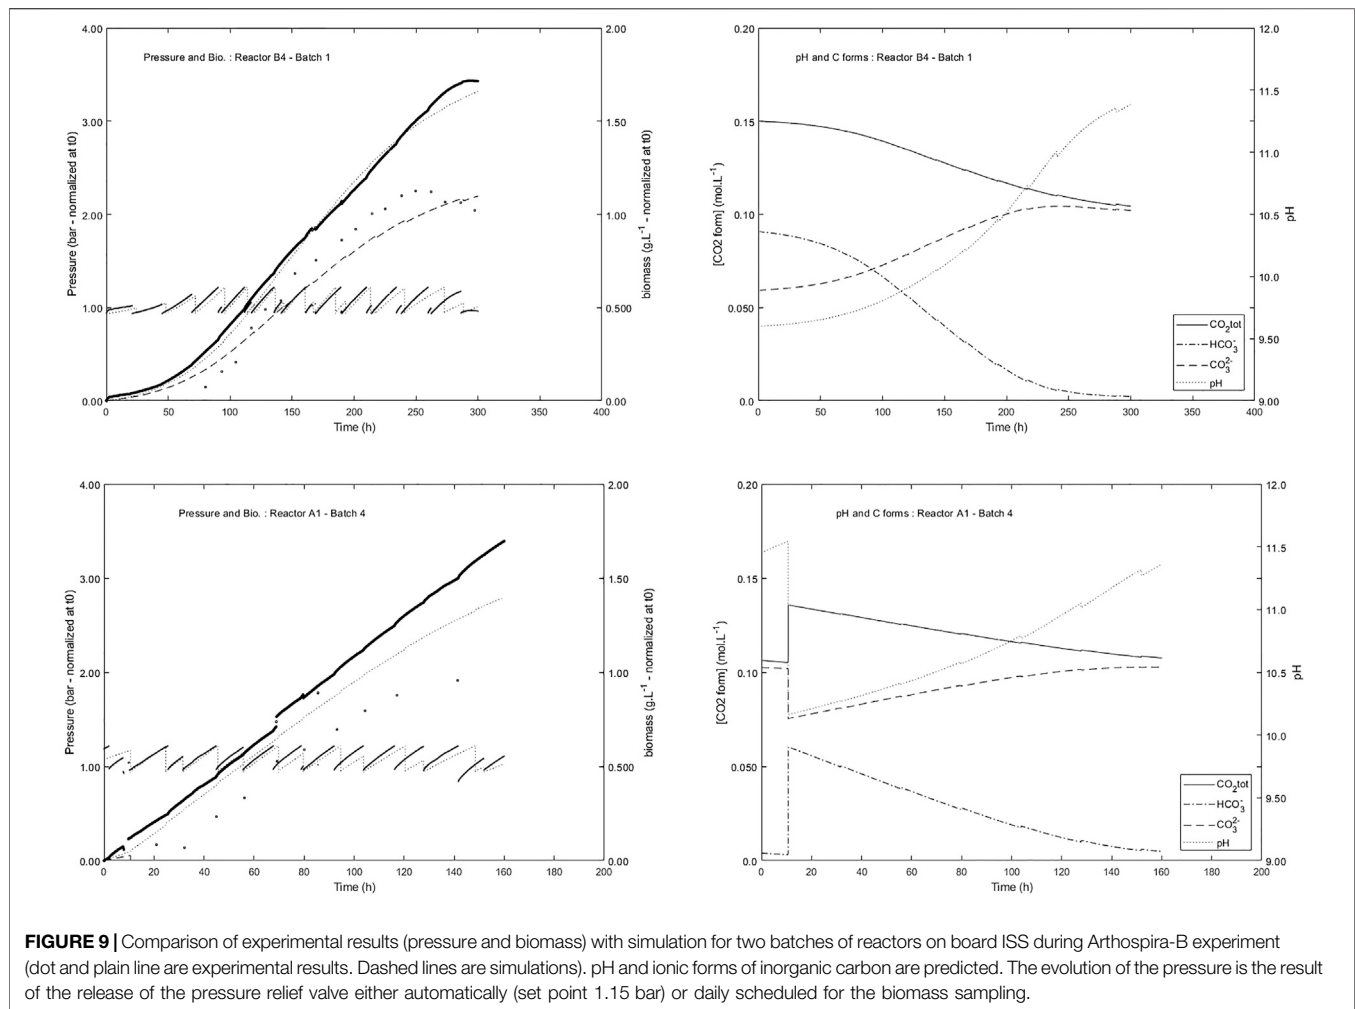 Pressure and Bio. : Reactor B4 - Batch 1
4.00
3.00
2.00
1.00
0.00
Pressure (bar - normalized at t0)
2.00
1.50
1.00
0.500
0.00
biomass (g.L⁻¹ - normalized at t0)
0 50 100 150 200 250 300 350 400
Time (h)
pH and C forms : Reactor B4 - Batch 1
0.20
0.15
0.10
0.050
0.0
[CO2 form] (mol.L⁻¹)
12.0
11.5
11.0
10.5
10.0
9.50
9.00
pH
CO₂tot
HCO₃⁻
CO₃²⁻
pH
0 50 100 150 200 250 300 350 400
Time (h)
Pressure and Bio. : Reactor A1 - Batch 4
4.00
3.00
2.00
1.00
0.00
Pressure (bar - normalized at t0)
2.00
1.50
1.00
0.500
0.00
biomass (g.L⁻¹ - normalized at t0)
0 20 40 60 80 100 120 140 160 180 200
Time (h)
pH and C forms : Reactor A1 - Batch 4
0.20
0.15
0.10
0.050
0.0
[CO2 form] (mol.L⁻¹)
12.0
11.5
11.0
10.5
10.0
9.50
9.00
pH
CO₂tot
HCO₃⁻
CO₃²⁻
pH
0 20 40 60 80 100 120 140 160 180 200
Time (h)
FIGURE 9 | Comparison of experimental results (pressure and biomass) with simulation for two batches of reactors on board ISS during Arthospira-B experiment
(dot and plain line are experimental results. Dashed lines are simulations). pH and ionic forms of inorganic carbon are predicted. The evolution of the pressure is the result
of the release of the pressure relief valve either automatically (set point 1.15 bar) or daily scheduled for the biomass sampling.